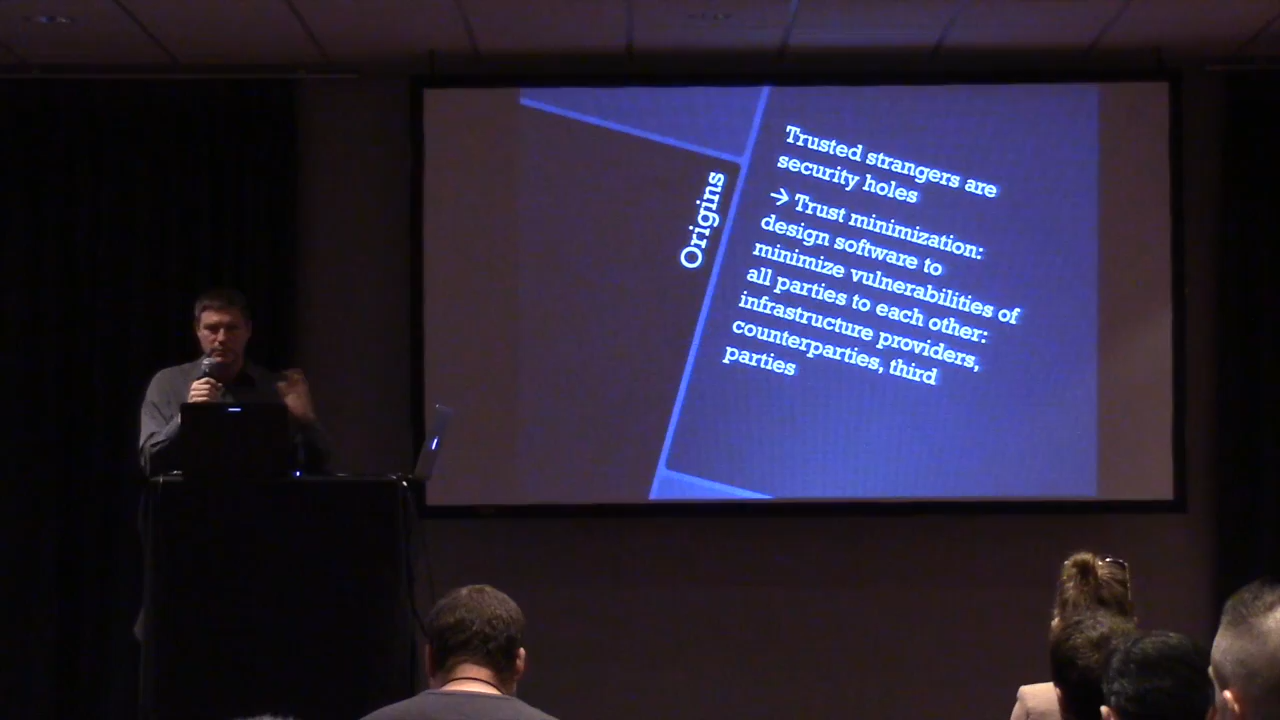 Origins
Trusted strangers are
security holes
→ Trust minimization:
design software to
minimize vulnerabilities of
all parties to each other:
infrastructure providers,
counterparties, third
parties